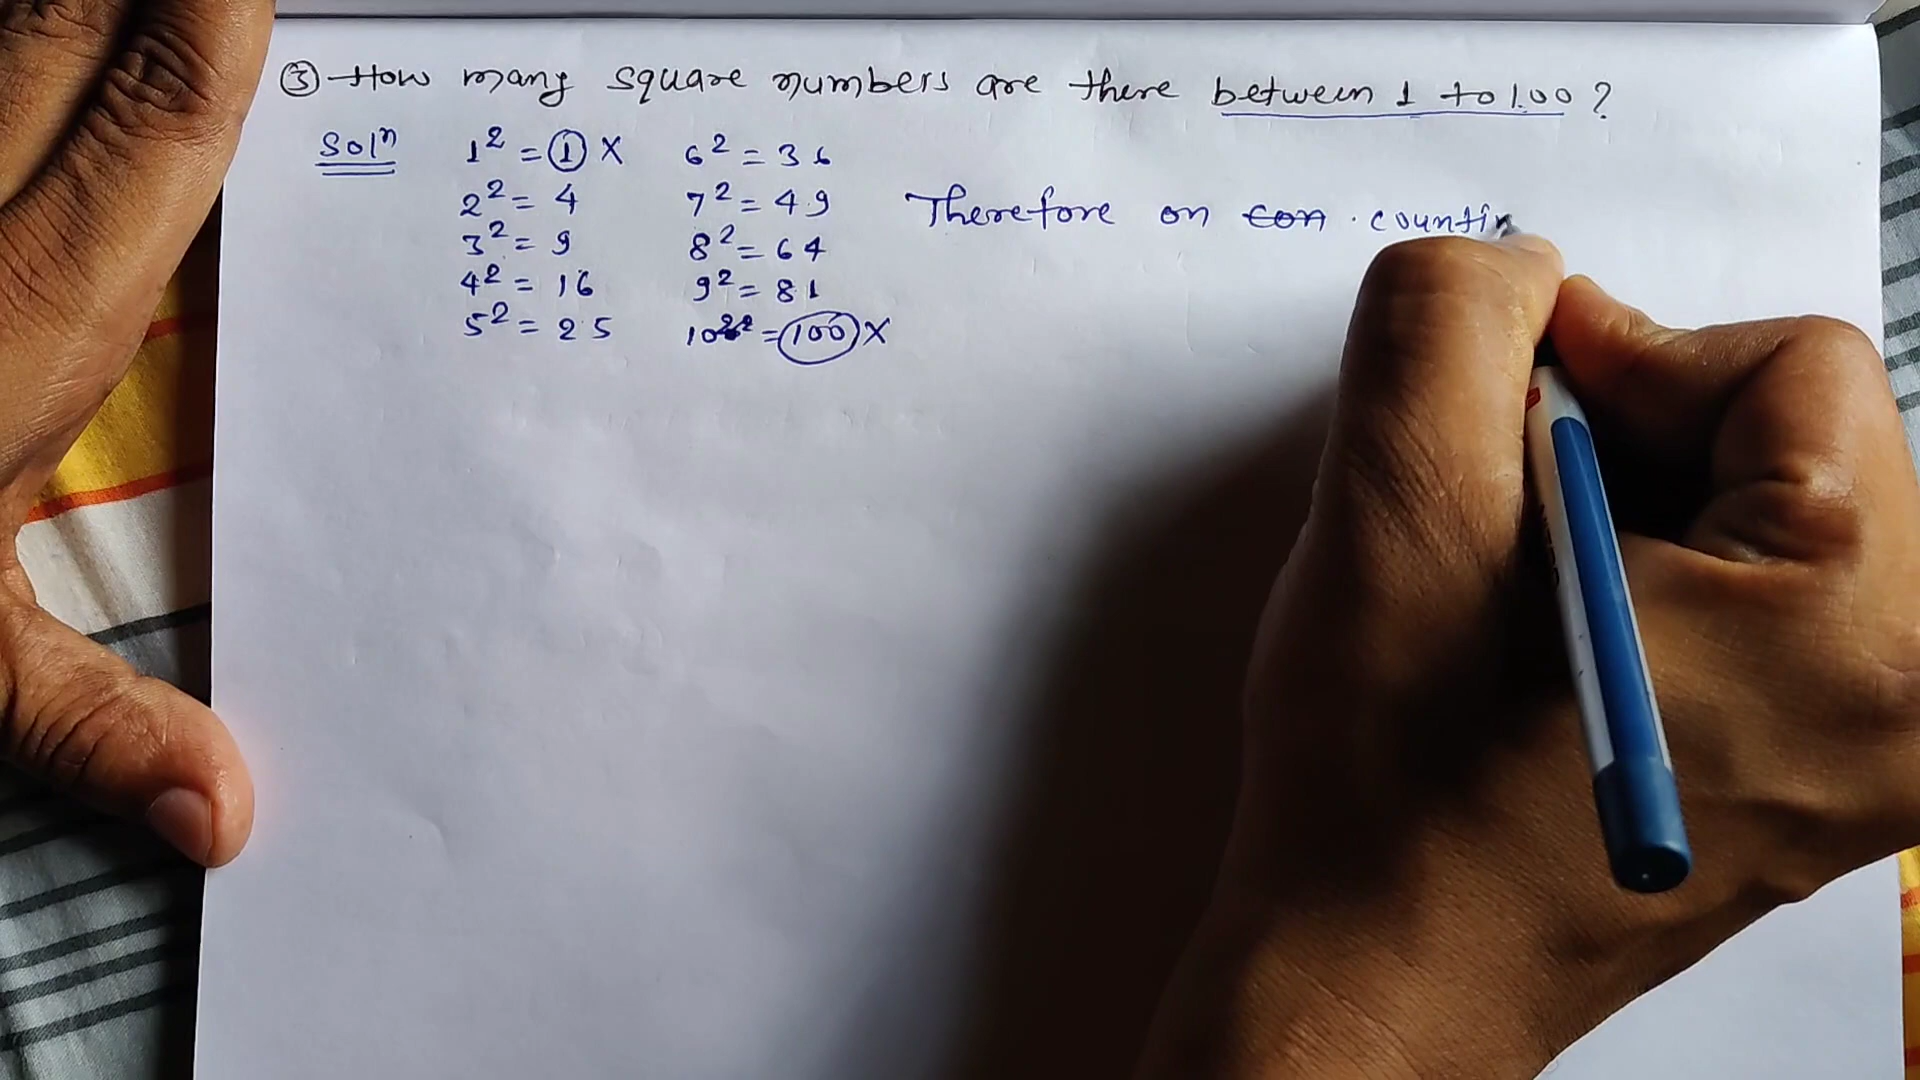 ③ How many square numbers are there between 1 to 100 ?
Solⁿ
1² = 1 X
2² = 4
3² = 9
4² = 16
5² = 25
6² = 36
7² = 49
8² = 64
9² = 81
10² = 100 X
Therefore on con countin